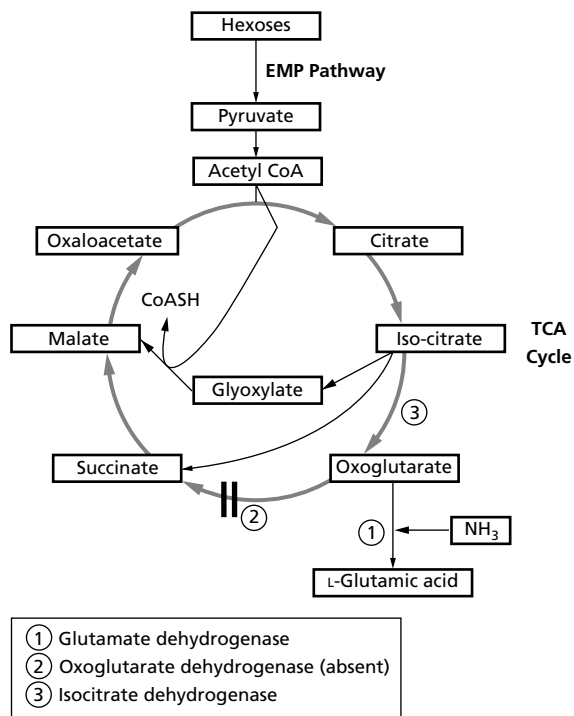 Hexoses
EMP Pathway
Pyruvate
Acetyl CoA
Oxaloacetate
Citrate
CoASH
Malate
Iso-citrate
TCA
Cycle
Glyoxylate
3
Succinate
Oxoglutarate
2
1
NH₃
L-Glutamic acid
1 Glutamate dehydrogenase
2 Oxoglutarate dehydrogenase (absent)
3 Isocitrate dehydrogenase